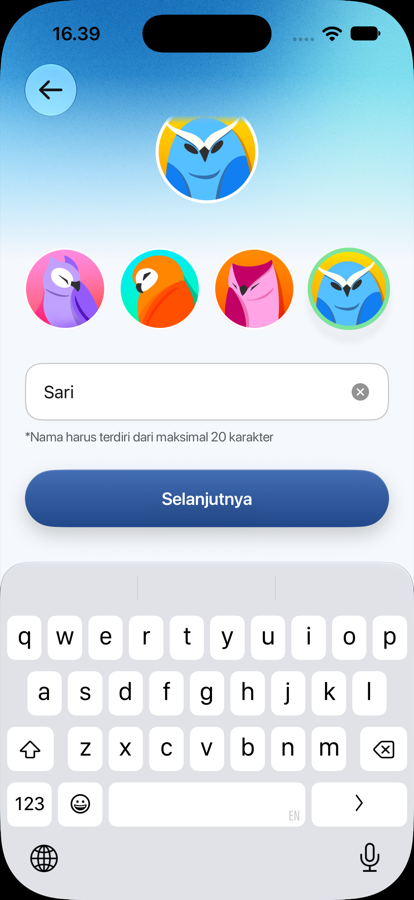 16.39
Sari
*Nama harus terdiri dari maksimal 20 karakter
Selanjutnya
q w e r t y u i o p
a s d f g h j k l
z x c v b n m
123
EN